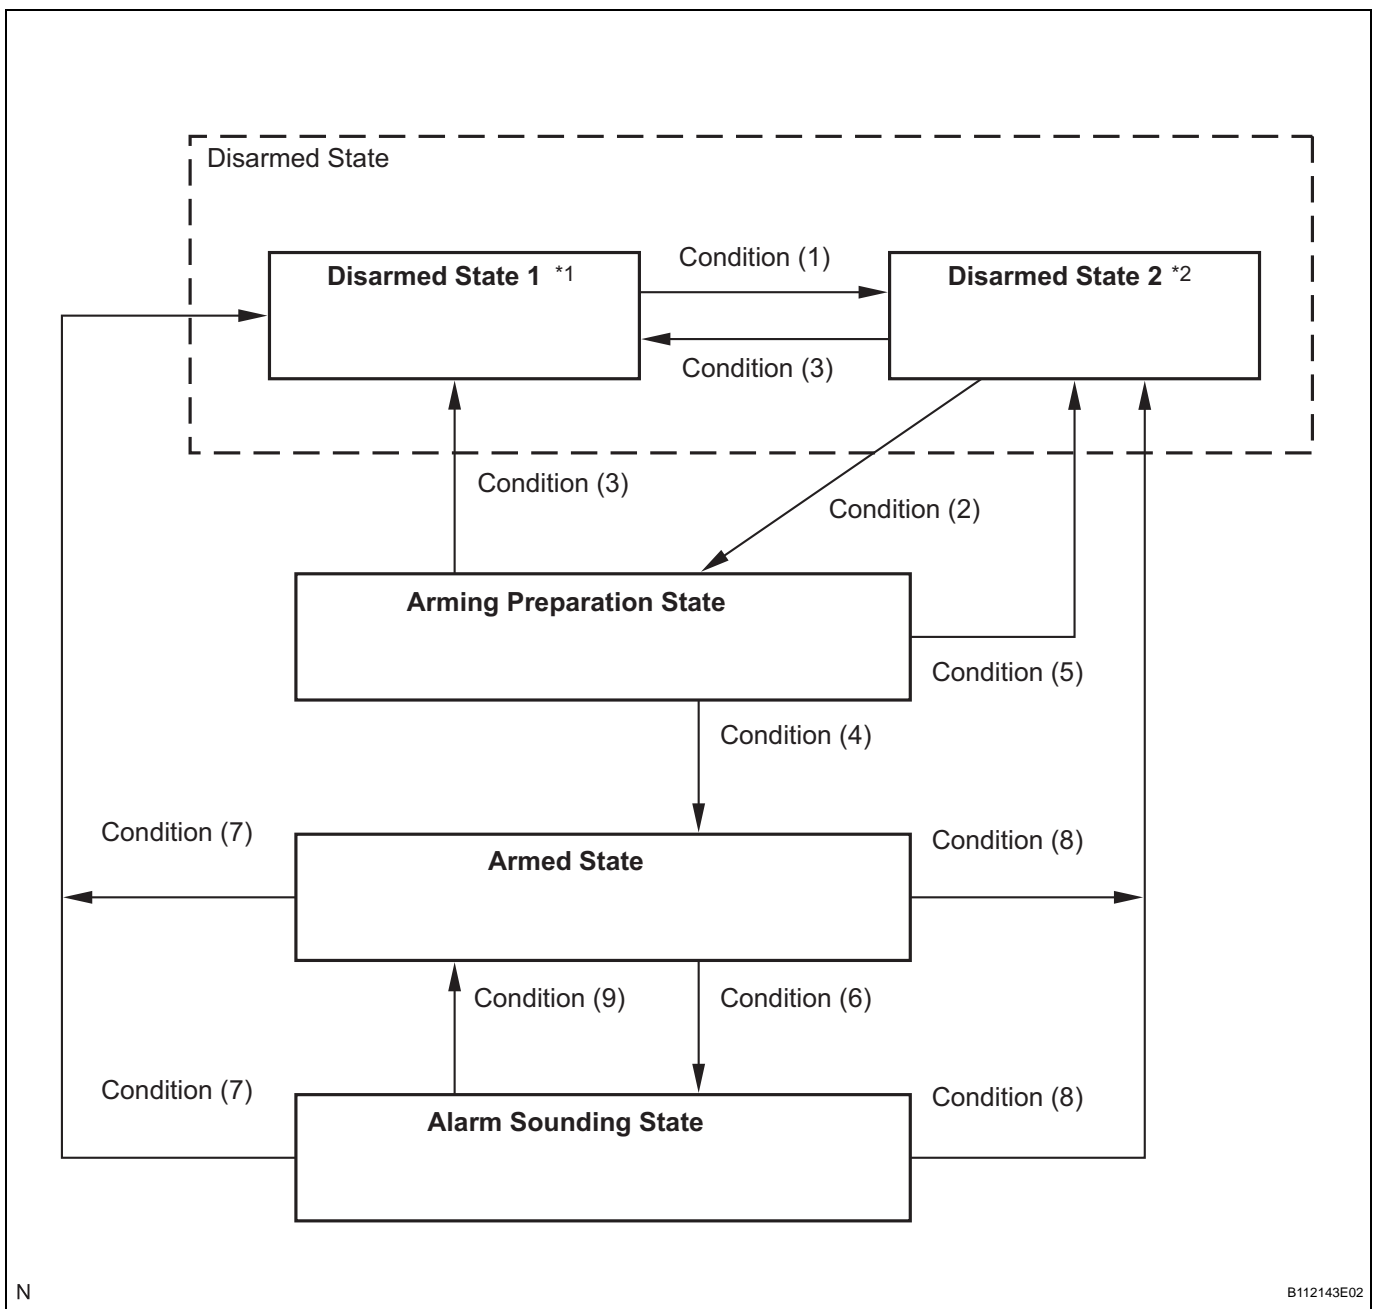 Disarmed State
Condition (1)
Disarmed State 1 *1
Disarmed State 2 *2
Condition (3)
Condition (3)
Condition (2)
Arming Preparation State
Condition (5)
Condition (4)
Condition (7)
Condition (8)
Armed State
Condition (9)
Condition (6)
Condition (7)
Condition (8)
Alarm Sounding State
N
B112143E02